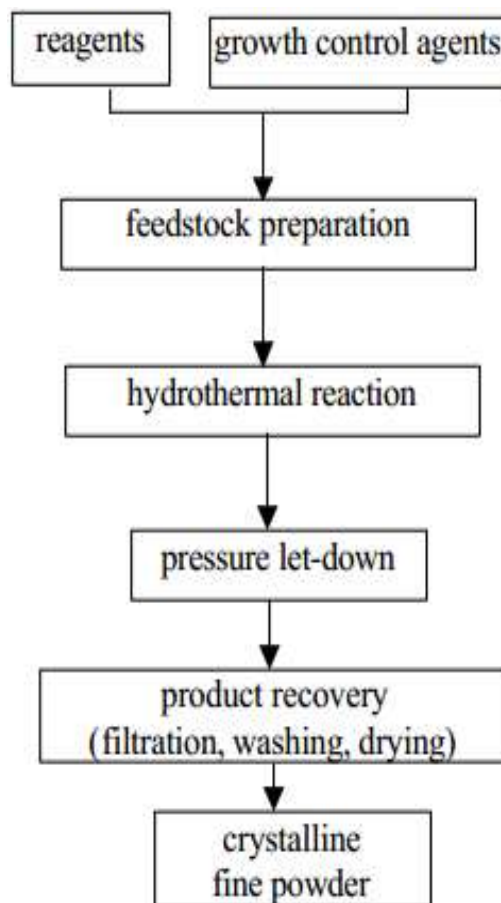 reagents
growth control agents
feedstock preparation
hydrothermal reaction
pressure let-down
product recovery
(filtration, washing, drying)
crystalline
fine powder